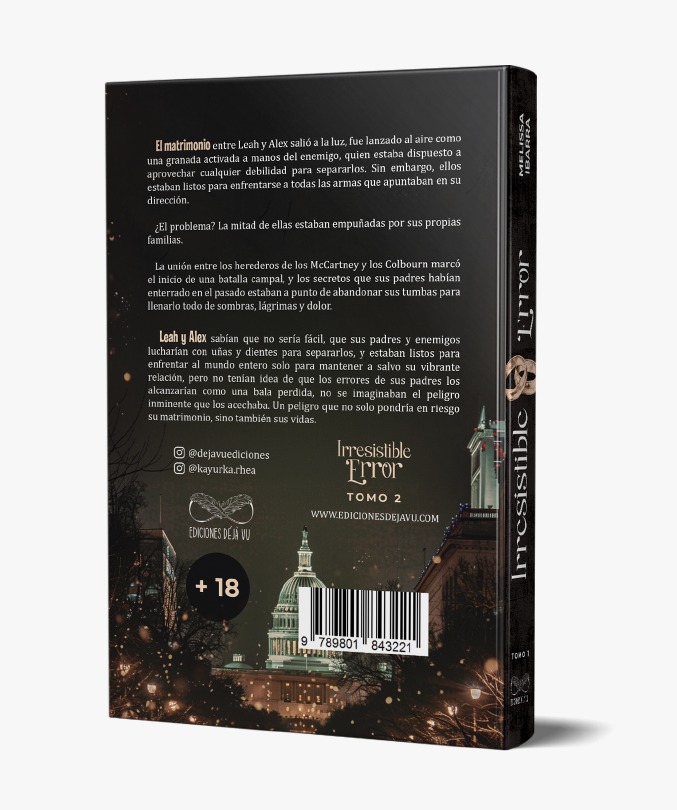 El matrimonio entre Leah y Alex salió a la luz, fue lanzado al aire como
una granada activada a manos del enemigo, quien estaba dispuesto a
aprovechar cualquier debilidad para separarlos. Sin embargo, ellos
estaban listos para enfrentarse a todas las armas que apuntaban en su
dirección.
¿El problema? La mitad de ellas estaban empuñadas por sus propias
familias.
La unión entre los herederos de los McCartney y los Colbourn marcó
el inicio de una batalla campal, y los secretos que sus padres habían
enterrado en el pasado estaban a punto de abandonar sus tumbas para
llenarlo todo de sombras, lágrimas y dolor.
Leah y Alex sabían que no sería fácil, que sus padres y enemigos
lucharían con uñas y dientes para separarlos, y estaban listos para
enfrentar al mundo entero solo para mantener a salvo su vibrante
relación, pero no tenían idea de que los errores de sus padres los
alcanzarían como una bala perdida, no se imaginaban el peligro
inminente que los acechaba. Un peligro que no solo pondría en riesgo
su matrimonio, sino también sus vidas.
@dejavuediciones
@kayurka.rhea
EDICIONES DÉJÀ VU
+ 18
Irresistible
Error
TOMO 2
WWW.EDICIONESDEJAVU.COM
9 789801 843221
MELISSA
IBARRA
Irresistible Error
TOMO 1